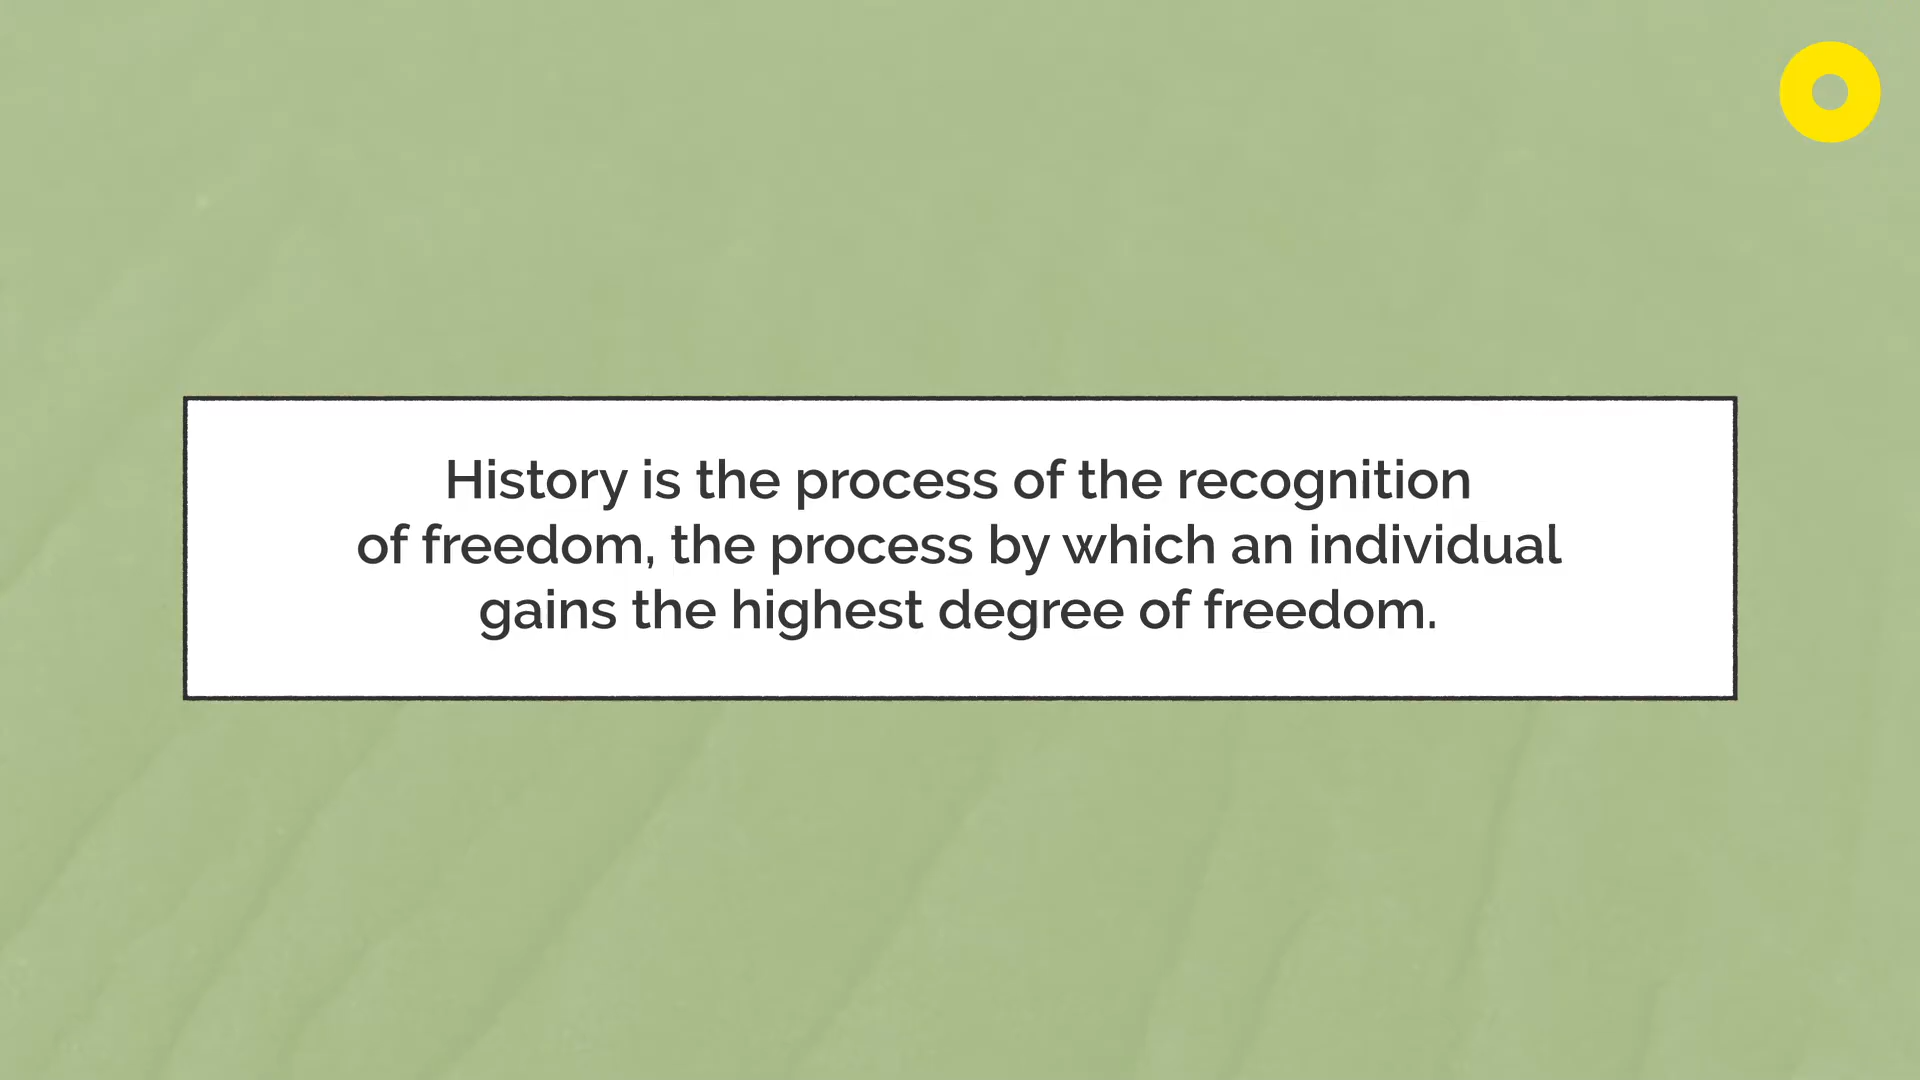 History is the process of the recognition
of freedom, the process by which an individual
gains the highest degree of freedom.